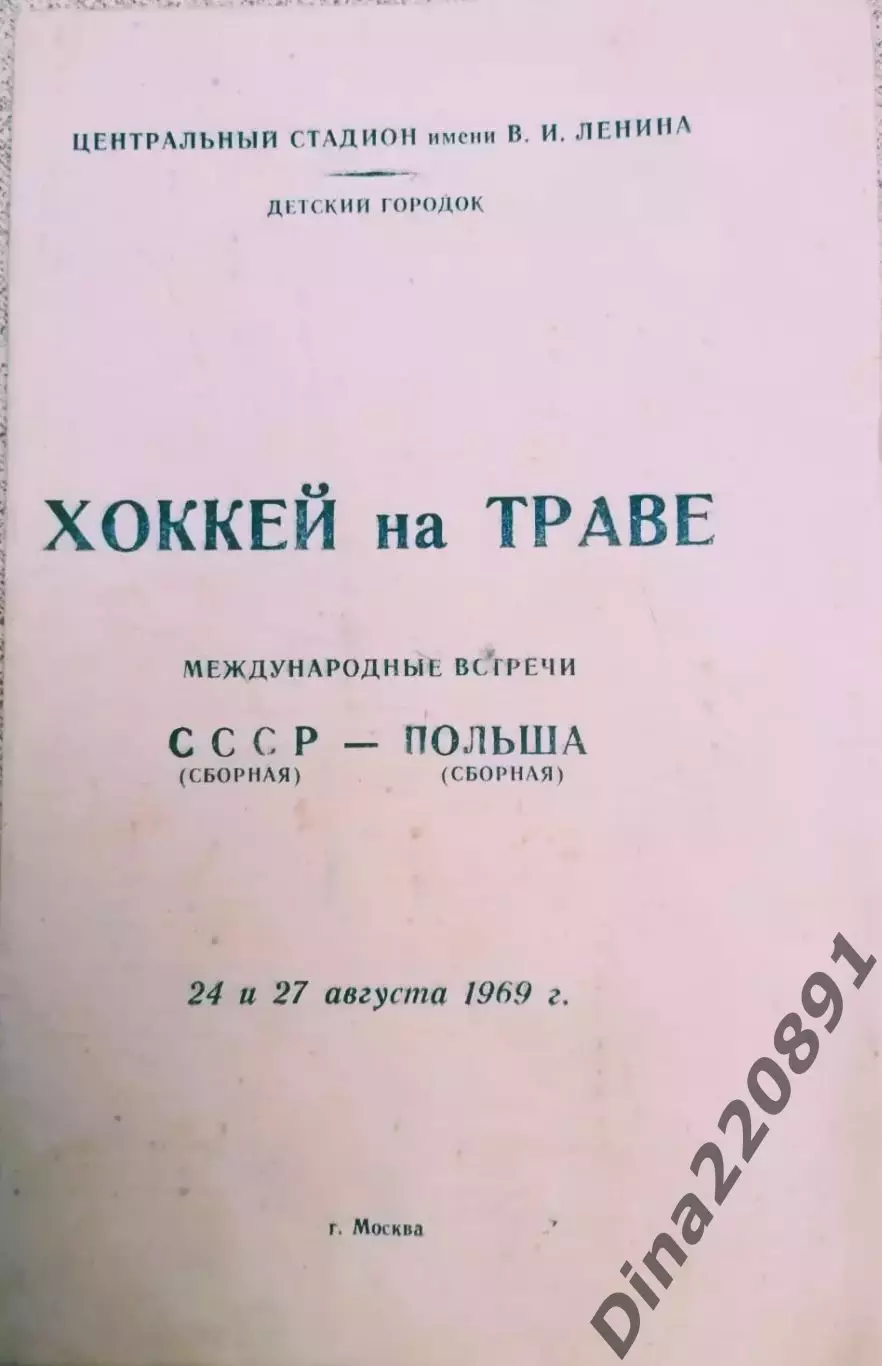 ЦЕНТРАЛЬНЫЙ СТАДИОН имени В. И. ЛЕНИНА
ДЕТСКИЙ ГОРОДОК
ХОККЕЙ на ТРАВЕ
МЕЖДУНАРОДНЫЕ ВСТРЕЧИ
СССР — ПОЛЬША
(СБОРНАЯ) (СБОРНАЯ)
24 и 27 августа 1969 г.
г. Москва
Dina220891